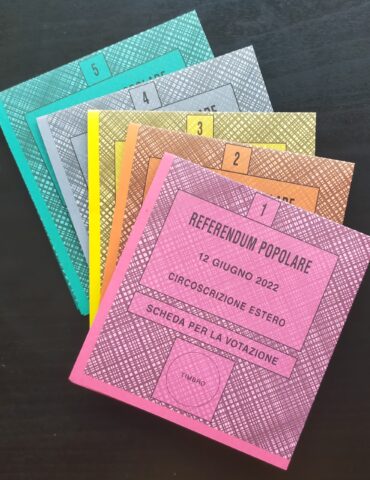 5
4
3
2
1
REFERENDUM POPOLARE
12 GIUGNO 2022
CIRCOSCRIZIONE ESTERO
SCHEDA PER LA VOTAZIONE
TIMBRO